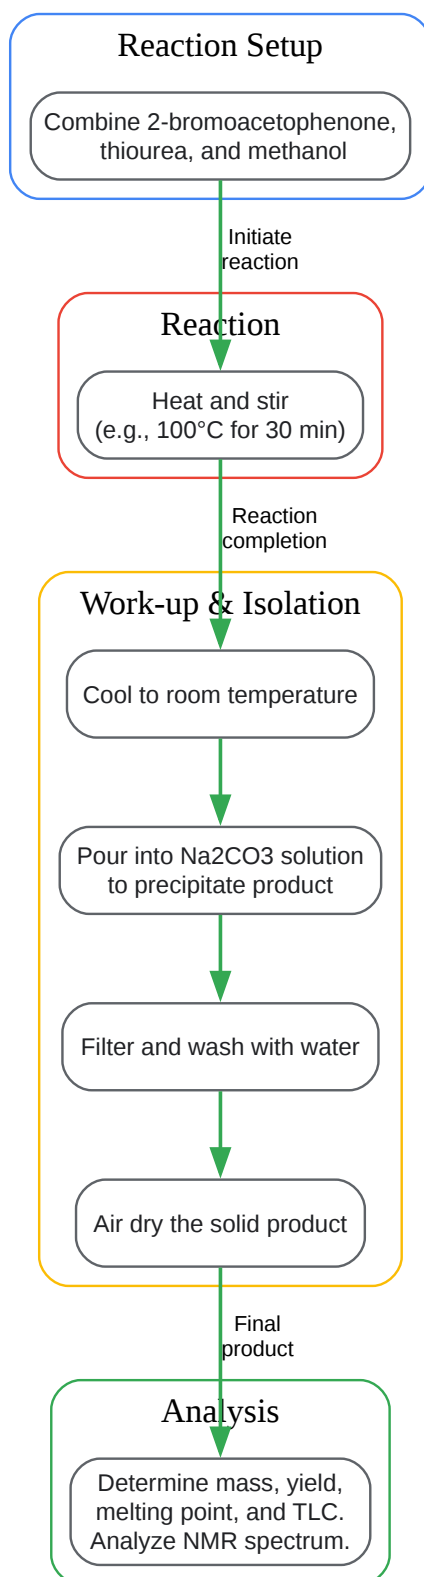 Reaction Setup
Combine 2-bromoacetophenone,
thiourea, and methanol
Initiate
reaction
Reaction
Heat and stir
(e.g., 100°C for 30 min)
Reaction
completion
Work-up & Isolation
Cool to room temperature
Pour into Na2CO3 solution
to precipitate product
Filter and wash with water
Air dry the solid product
Final
product
Analysis
Determine mass, yield,
melting point, and TLC.
Analyze NMR spectrum.